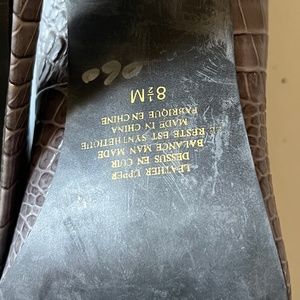 LEATHER UPPER
DESSUS EN CUIR
BALANCE MAN MADE
LE RESTE EST SYNTHETIQUE
MADE IN CHINA
FABRIQUE EN CHINE
8½M